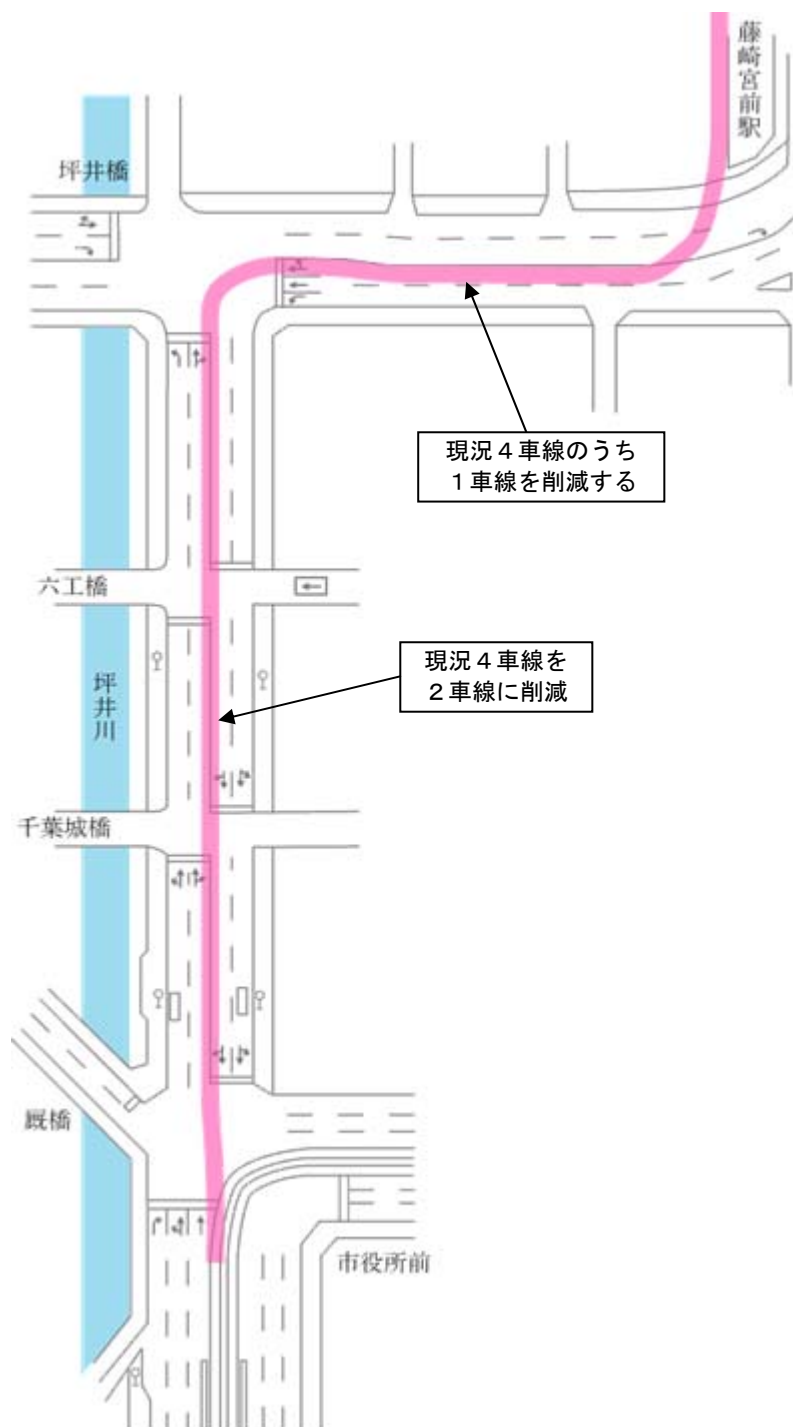 藤崎宮前駅
坪井橋
現況４車線のうち
１車線を削減する
六工橋
現況４車線を
２車線に削減
坪井川
千葉城橋
厩橋
市役所前